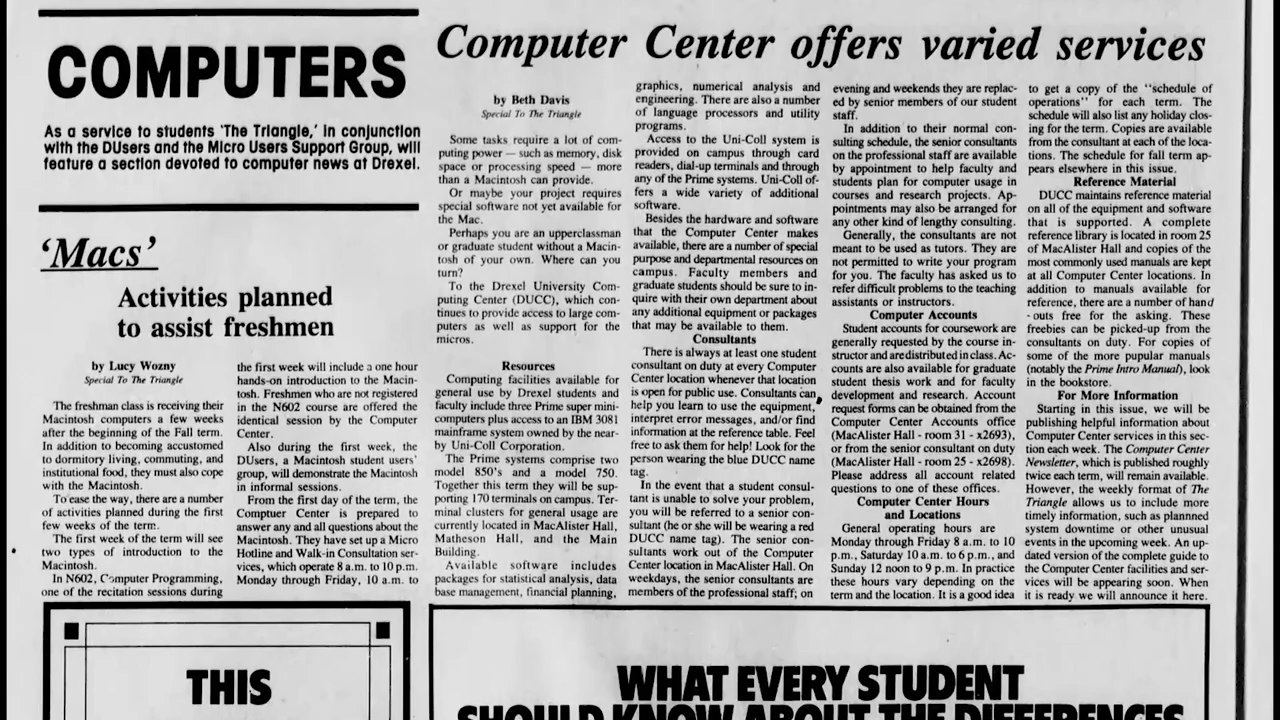 COMPUTERS
As a service to students 'The Triangle,' in conjunction
with the DUsers and the Micro Users Support Group, will
feature a section devoted to computer news at Drexel.
'Macs'
Activities planned
to assist freshmen
by Lucy Wozny
Special To The Triangle
The freshman class is receiving their
Macintosh computers a few weeks
after the beginning of the Fall term.
In addition to becoming accustomed
to dormitory living, commuting, and
institutional food, they must also cope
with the Macintosh.
To ease the way, there are a number
of activities planned during the first
few weeks of the term.
The first week of the term will see
two types of introduction to the
Macintosh.
In N602, Computer Programming,
one of the recitation sessions during
the first week will include a one hour
hands-on introduction to the Macin-
tosh. Freshmen who are not registered
in the N602 course are offered the
identical session by the Computer
Center.
Also during the first week, the
DUsers, a Macintosh student users'
group, will demonstrate the Macintosh
in informal sessions.
From the first day of the term, the
Comptuer Center is prepared to
answer any and all questions about the
Macintosh. They have set up a Micro
Hotline and Walk-in Consultation ser-
vices, which operate 8 a.m. to 10 p.m.
Monday through Friday, 10 a.m. to
Computer Center offers varied services
by Beth Davis
Special To The Triangle
Some tasks require a lot of com-
puting power — such as memory, disk
space or processing speed — more
than a Macintosh can provide.
Or maybe your project requires
special software not yet available for
the Mac.
Perhaps you are an upperclassman
or graduate student without a Macin-
tosh of your own. Where can you
turn?
To the Drexel University Com-
puting Center (DUCC), which con-
tinues to provide access to large com-
puters as well as support for the
micros.
Resources
Computing facilities available for
general use by Drexel students and
faculty include three Prime super mini-
computers plus access to an IBM 3081
mainframe system owned by the near-
by Uni-Coll Corporation.
The Prime systems comprise two
model 850's and a model 750.
Together this term they will be sup-
porting 170 terminals on campus. Ter-
minal clusters for general usage are
currently located in MacAlister Hall,
Matheson Hall, and the Main
Building.
Available software includes
packages for statistical analysis, data
base management, financial planning,
graphics, numerical analysis and
engineering. There are also a number
of language processors and utility
programs.
Access to the Uni-Coll system is
provided on campus through card
readers, dial-up terminals and through
any of the Prime systems. Uni-Coll of-
fers a wide variety of additional
software.
Besides the hardware and software
that the Computer Center makes
available, there are a number of special
purpose and departmental resources on
campus. Faculty members and
graduate students should be sure to in-
quire with their own department about
any additional equipment or packages
that may be available to them.
Consultants
There is always at least one student
consultant on duty at every Computer
Center location whenever that location
is open for public use. Consultants can
help you learn to use the equipment,
interpret error messages, and/or find
information at the reference table. Feel
free to ask them for help! Look for the
person wearing the blue DUCC name
tag.
In the event that a student consul-
tant is unable to solve your problem,
you will be referred to a senior con-
sultant (he or she will be wearing a red
DUCC name tag). The senior con-
sultants work out of the Computer
Center location in MacAlister Hall. On
weekdays, the senior consultants are
members of the professional staff; on
evening and weekends they are replac-
ed by senior members of our student
staff.
In addition to their normal con-
sulting schedule, the senior consultants
on the professional staff are available
by appointment to help faculty and
students plan for computer usage in
courses and research projects. Ap-
pointments may also be arranged for
any other kind of lengthy consulting.
Generally, the consultants are not
meant to be used as tutors. They are
not permitted to write your program
for you. The faculty has asked us to
refer difficult problems to the teaching
assistants or instructors.
Computer Accounts
Student accounts for coursework are
generally requested by the course in-
structor and are distributed in class. Ac-
counts are also available for graduate
student thesis work and for faculty
development and research. Account
request forms can be obtained from the
Computer Center Accounts office
(MacAlister Hall - room 31 - x2693),
or from the senior consultant on duty
(MacAlister Hall - room 25 - x2698).
Please address all account related
questions to one of these offices.
Computer Center Hours
and Locations
General operating hours are
Monday through Friday 8 a.m. to 10
p.m., Saturday 10 a.m. to 6 p.m., and
Sunday 12 noon to 9 p.m. In practice
these hours vary depending on the
term and the location. It is a good idea
to get a copy of the "schedule of
operations" for each term. The
schedule will also list any holiday clos-
ing for the term. Copies are available
from the consultant at each of the loca-
tions. The schedule for fall term ap-
pears elsewhere in this issue.
Reference Material
DUCC maintains reference material
on all of the equipment and software
that is supported. A complete
reference library is located in room 25
of MacAlister Hall and copies of the
most commonly used manuals are kept
at all Computer Center locations. In
addition to manuals available for
reference, there are a number of hand
- outs free for the asking. These
freebies can be picked-up from the
consultants on duty. For copies of
some of the more pupular manuals
(notably the Prime Intro Manual), look
in the bookstore.
For More Information
Starting in this issue, we will be
publishing helpful information about
Computer Center services in this sec-
tion each week. The Computer Center
Newsletter, which is published roughly
twice each term, will remain available.
However, the weekly format of The
Triangle allows us to include more
timely information, such as plannned
system downtime or other unusual
events in the upcoming week. An up-
dated version of the complete guide to
the Computer Center facilities and ser-
vices will be appearing soon. When
it is ready we will announce it here.
THIS
WHAT EVERY STUDENT
SHOULD KNOW ABOUT THE DIFFERENCES